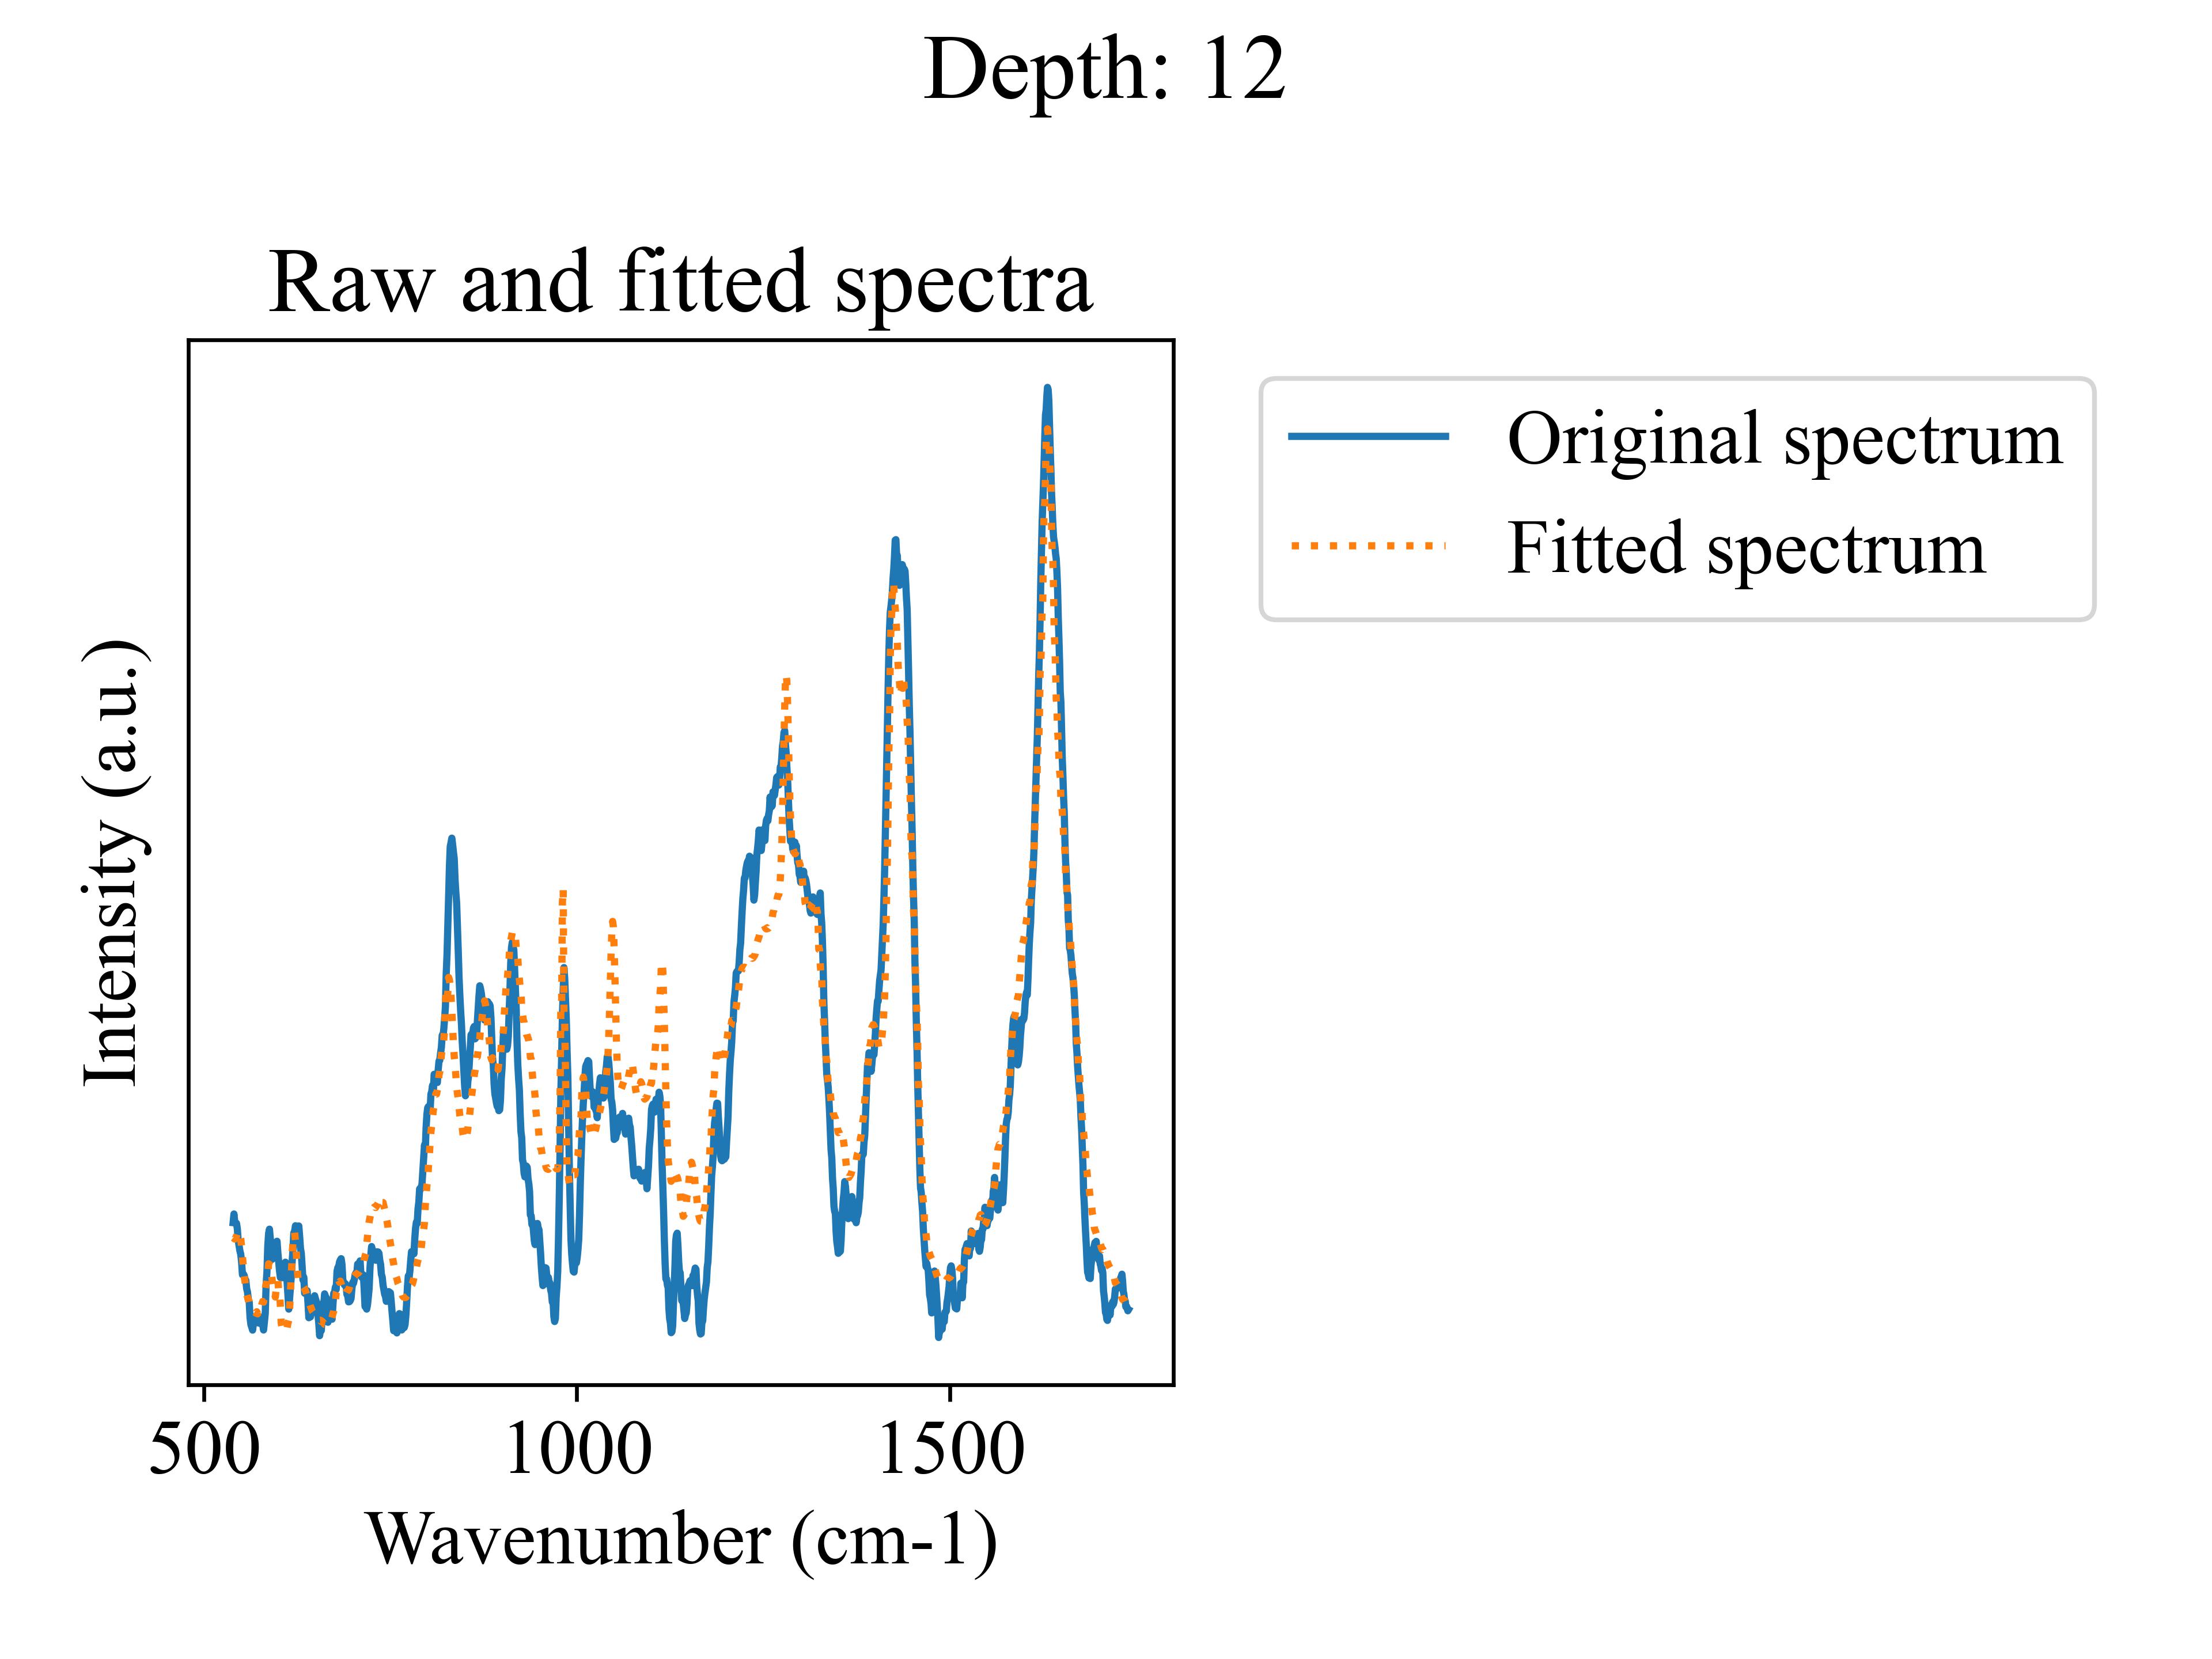 Depth: 12
Raw and fitted spectra
Original spectrum
Fitted spectrum
Intensity (a.u.)
500 1000 1500
Wavenumber (cm-1)